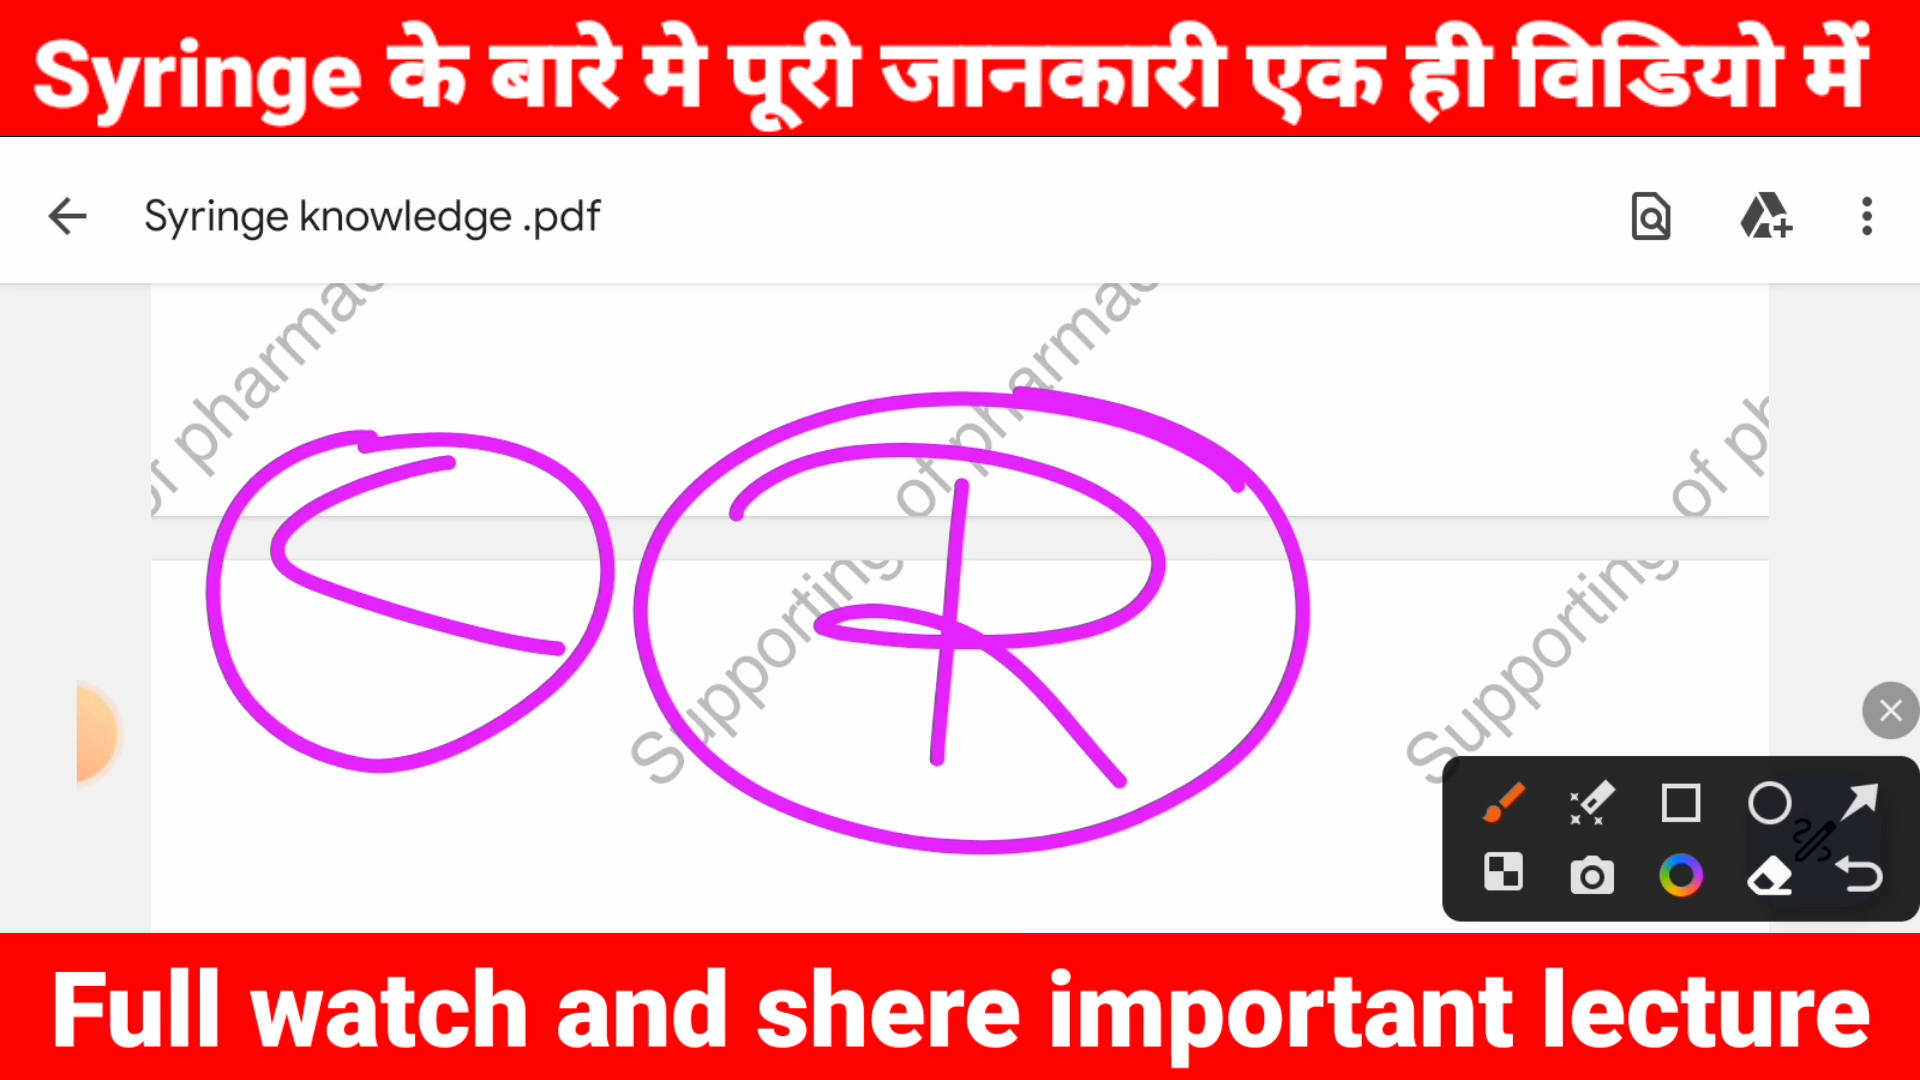 Syringe के बारे मे पूरी जानकारी एक ही विडियो में
Syringe knowledge .pdf
of pharmac
of pharmac
of ph
R
Supporting
Supporting
Full watch and shere important lecture